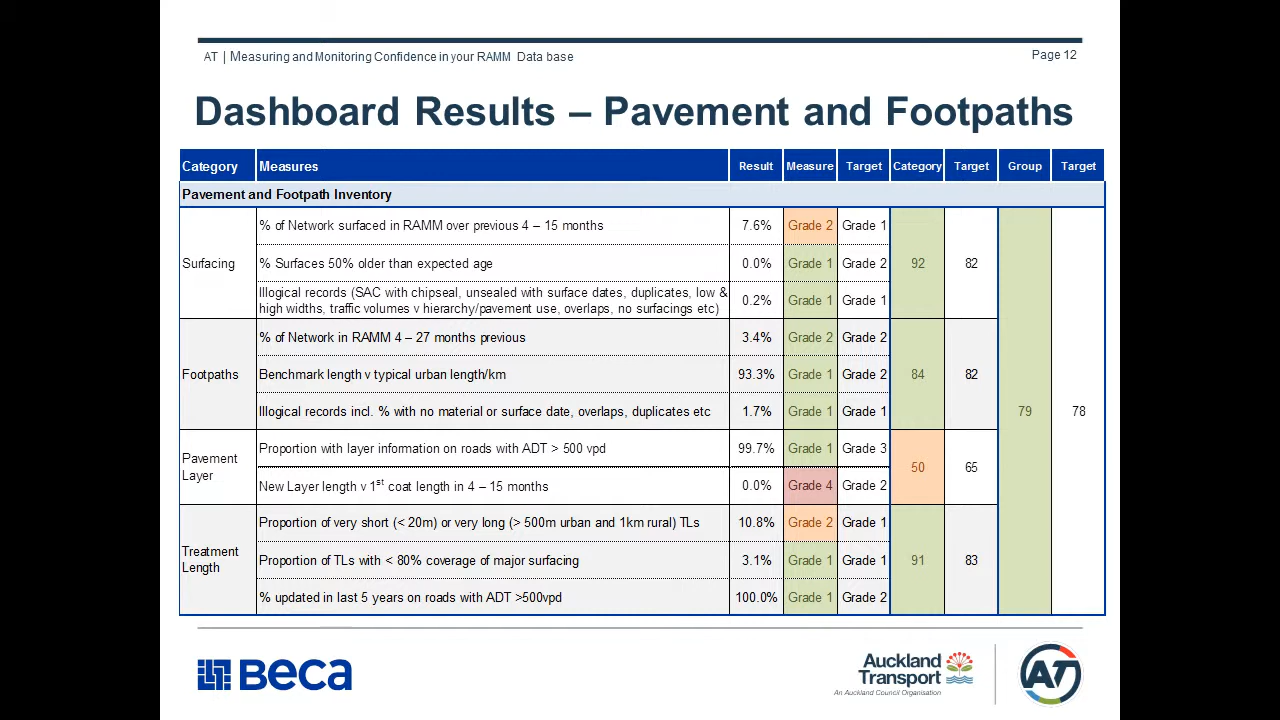 AT | Measuring and Monitoring Confidence in your RAMM Data base
Page 12
Dashboard Results – Pavement and Footpaths
Category Measures Result Measure Target Category Target Group Target
Pavement and Footpath Inventory
Surfacing
% of Network surfaced in RAMM over previous 4 – 15 months 7.6% Grade 2 Grade 1
% Surfaces 50% older than expected age 0.0% Grade 1 Grade 2 92 82
Illogical records (SAC with chipseal, unsealed with surface dates, duplicates, low &
high widths, traffic volumes v hierarchy/pavement use, overlaps, no surfacings etc) 0.2% Grade 1 Grade 1
Footpaths
% of Network in RAMM 4 – 27 months previous 3.4% Grade 2 Grade 2
Benchmark length v typical urban length/km 93.3% Grade 1 Grade 2 84 82
Illogical records incl. % with no material or surface date, overlaps, duplicates etc 1.7% Grade 1 Grade 1 79 78
Pavement
Layer
Proportion with layer information on roads with ADT > 500 vpd 99.7% Grade 1 Grade 3 50 65
New Layer length v 1st coat length in 4 – 15 months 0.0% Grade 4 Grade 2
Treatment
Length
Proportion of very short (< 20m) or very long (> 500m urban and 1km rural) TLs 10.8% Grade 2 Grade 1
Proportion of TLs with < 80% coverage of major surfacing 3.1% Grade 1 Grade 1 91 83
% updated in last 5 years on roads with ADT >500vpd 100.0% Grade 1 Grade 2
Beca
Auckland
Transport
An Auckland Council Organisation
AT